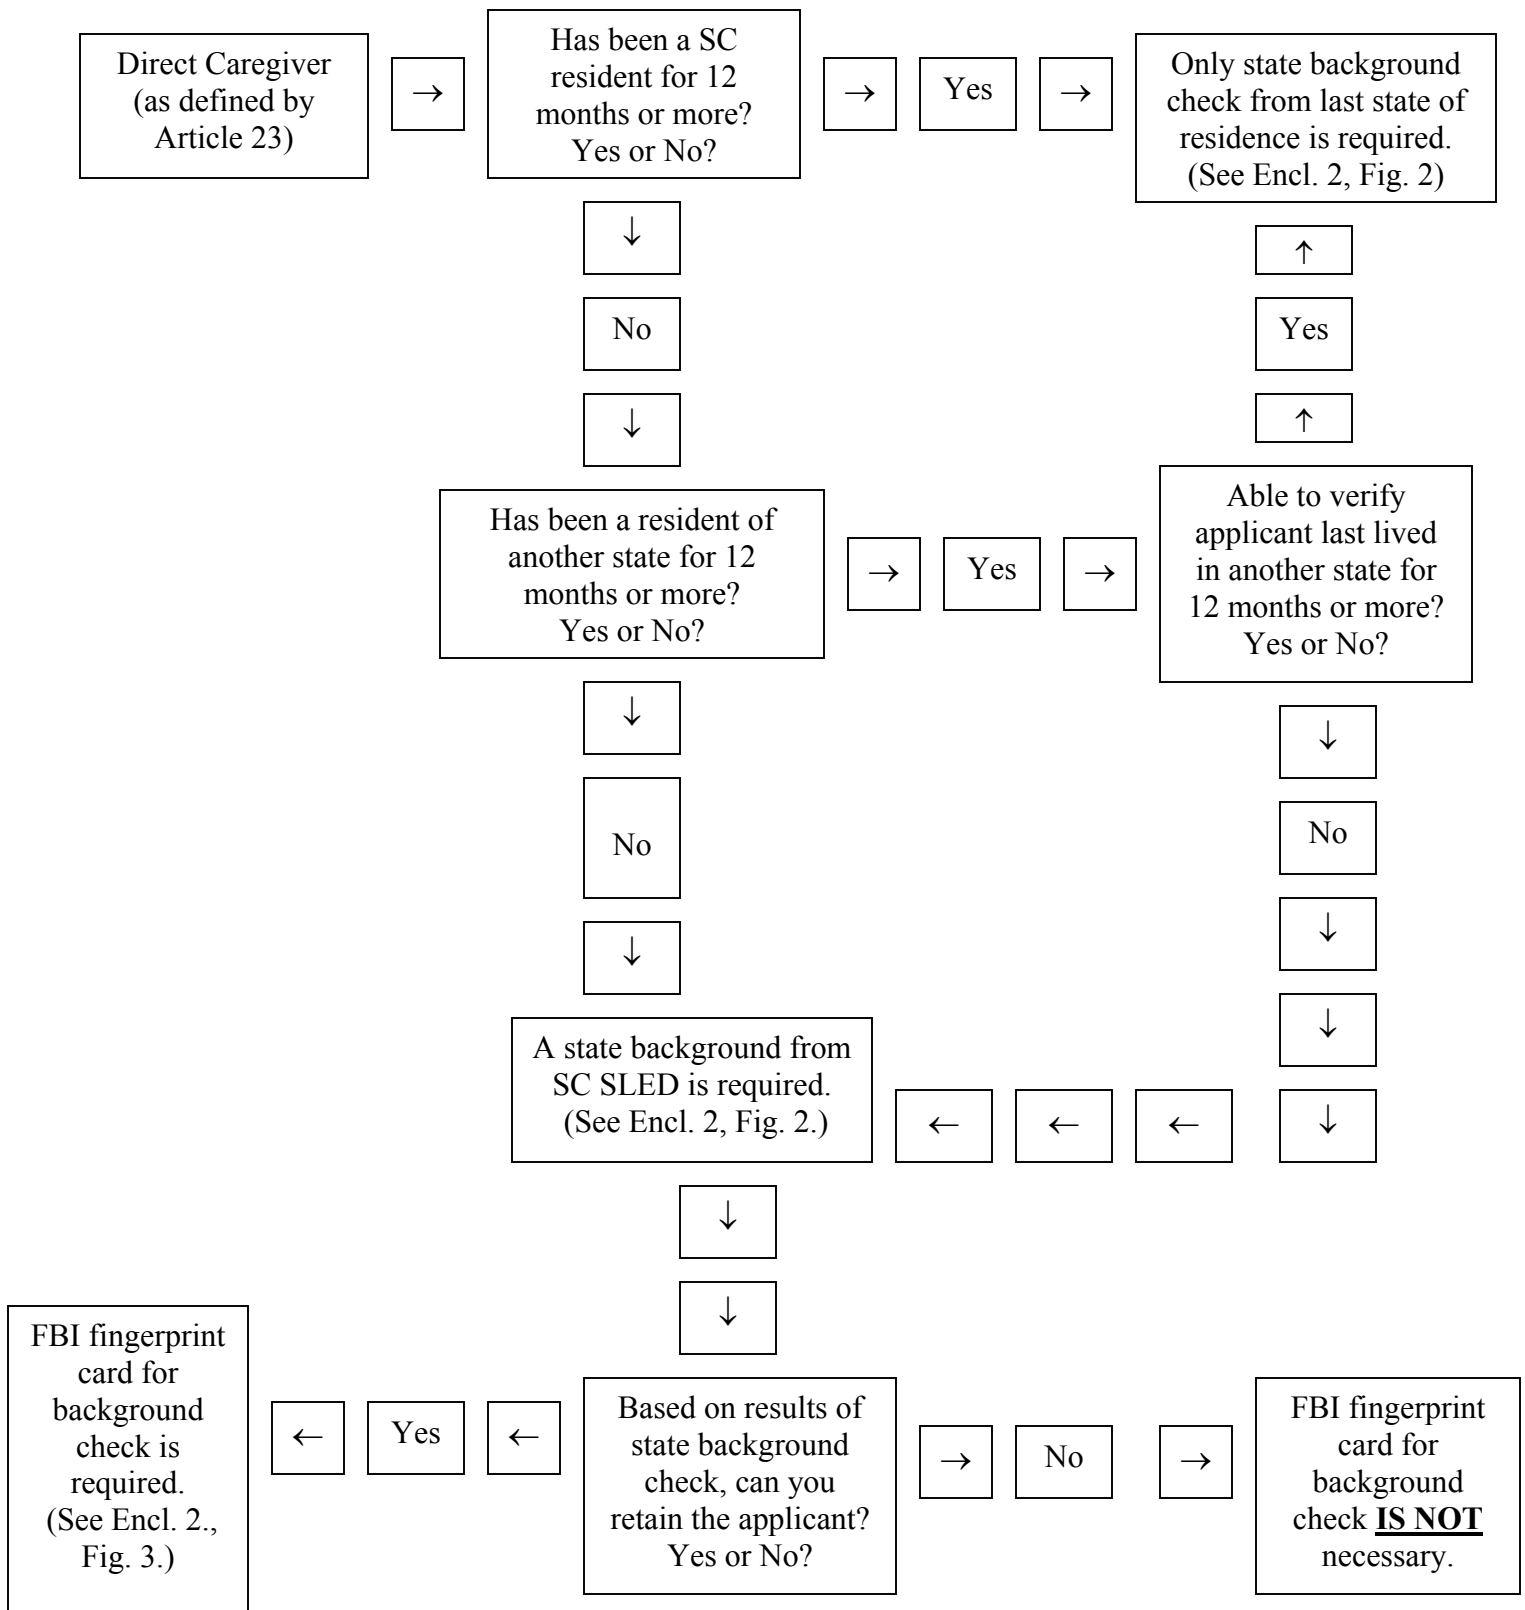 Direct Caregiver
(as defined by
Article 23)
→
Has been a SC
resident for 12
months or more?
Yes or No?
→
Yes
→
Only state background
check from last state of
residence is required.
(See Encl. 2, Fig. 2)
↓
No
↓
↑
Yes
↑
Has been a resident of
another state for 12
months or more?
Yes or No?
→
Yes
→
Able to verify
applicant last lived
in another state for
12 months or more?
Yes or No?
↓
No
↓
↓
No
↓
↓
↓
A state background from
SC SLED is required.
(See Encl. 2, Fig. 2.)
←
←
←
↓
↓
FBI fingerprint
card for
background
check is
required.
(See Encl. 2.,
Fig. 3.)
←
Yes
←
Based on results of
state background
check, can you
retain the applicant?
Yes or No?
→
No
→
FBI fingerprint
card for
background
check IS NOT
necessary.